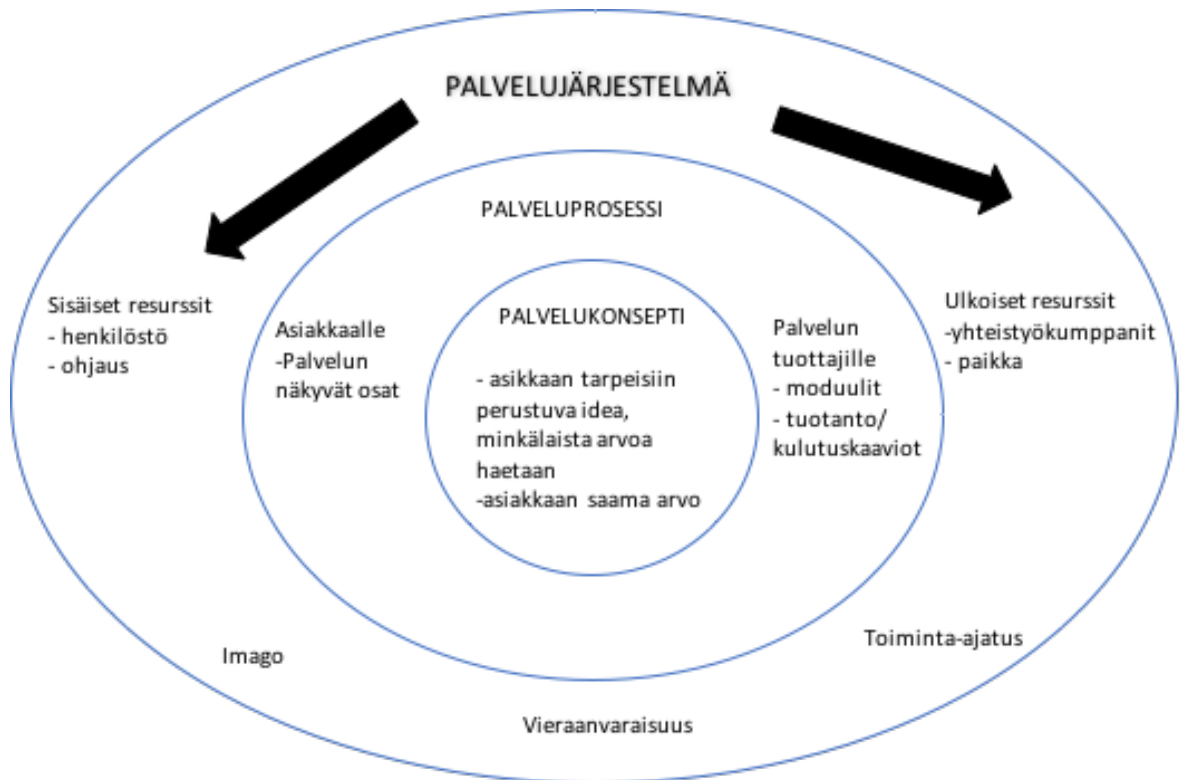 PALVELUJÄRJESTELMÄ
PALVELUPROSESSI
Sisäiset resurssit
- henkilöstö
- ohjaus
Asiakkaalle
-Palvelun
näkyvät osat
PALVELUKONSEPTI
- asikkaan tarpeisiin
perustuva idea,
minkälaista arvoa
haetaan
-asiakkaan saama arvo
Palvelun
tuottajille
- moduulit
- tuotanto/
kulutuskaaviot
Ulkoiset resurssit
-yhteistyökumppanit
- paikka
Imago
Vieraanvaraisuus
Toiminta-ajatus